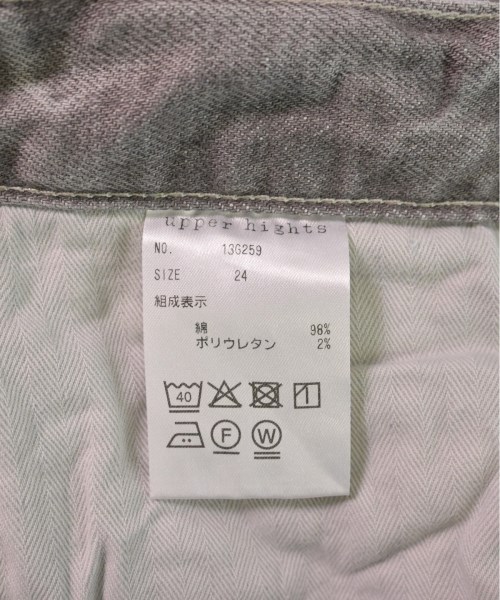 upper hights
NO. 13G259
SIZE 24
組成表示
綿 98%
ポリウレタン 2%
40
F W